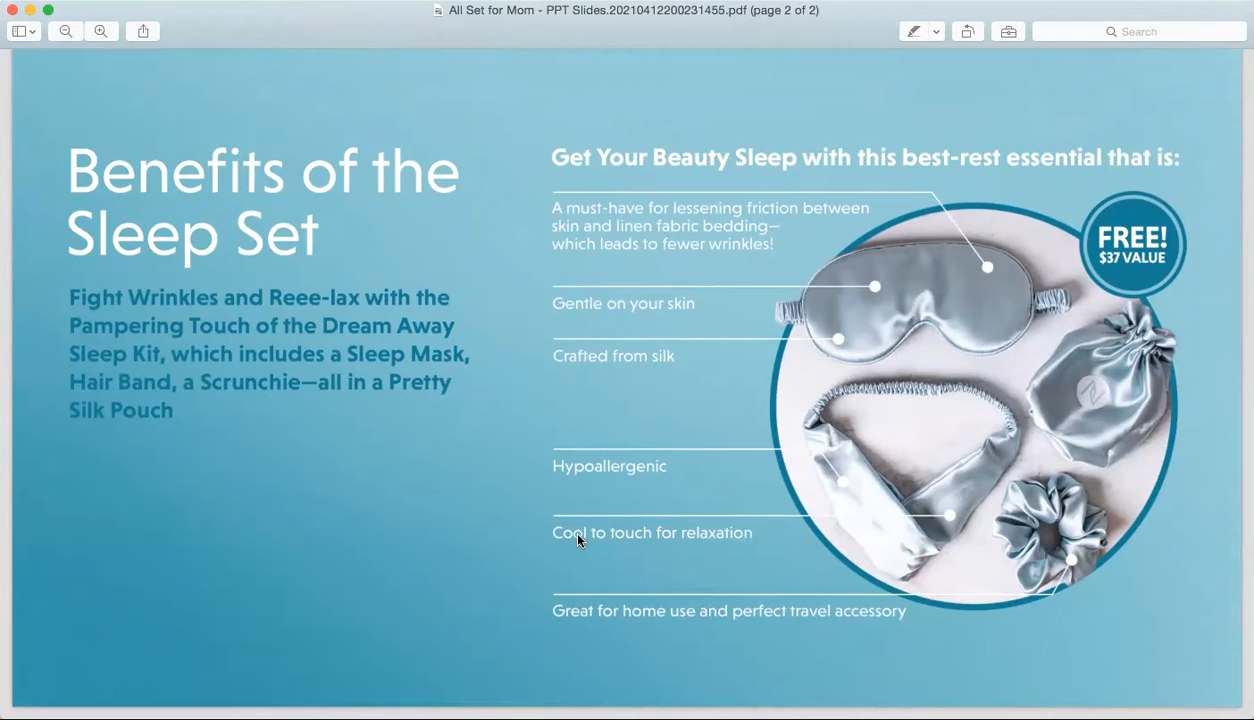 All Set for Mom - PPT Slides.20210412200231455.pdf (page 2 of 2)
Search
Benefits of the
Sleep Set
Fight Wrinkles and Reee-lax with the
Pampering Touch of the Dream Away
Sleep Kit, which includes a Sleep Mask,
Hair Band, a Scrunchie—all in a Pretty
Silk Pouch
Get Your Beauty Sleep with this best-rest essential that is:
A must-have for lessening friction between
skin and linen fabric bedding—
which leads to fewer wrinkles!
FREE!
$37 VALUE
Gentle on your skin
Crafted from silk
Hypoallergenic
Cool to touch for relaxation
Great for home use and perfect travel accessory